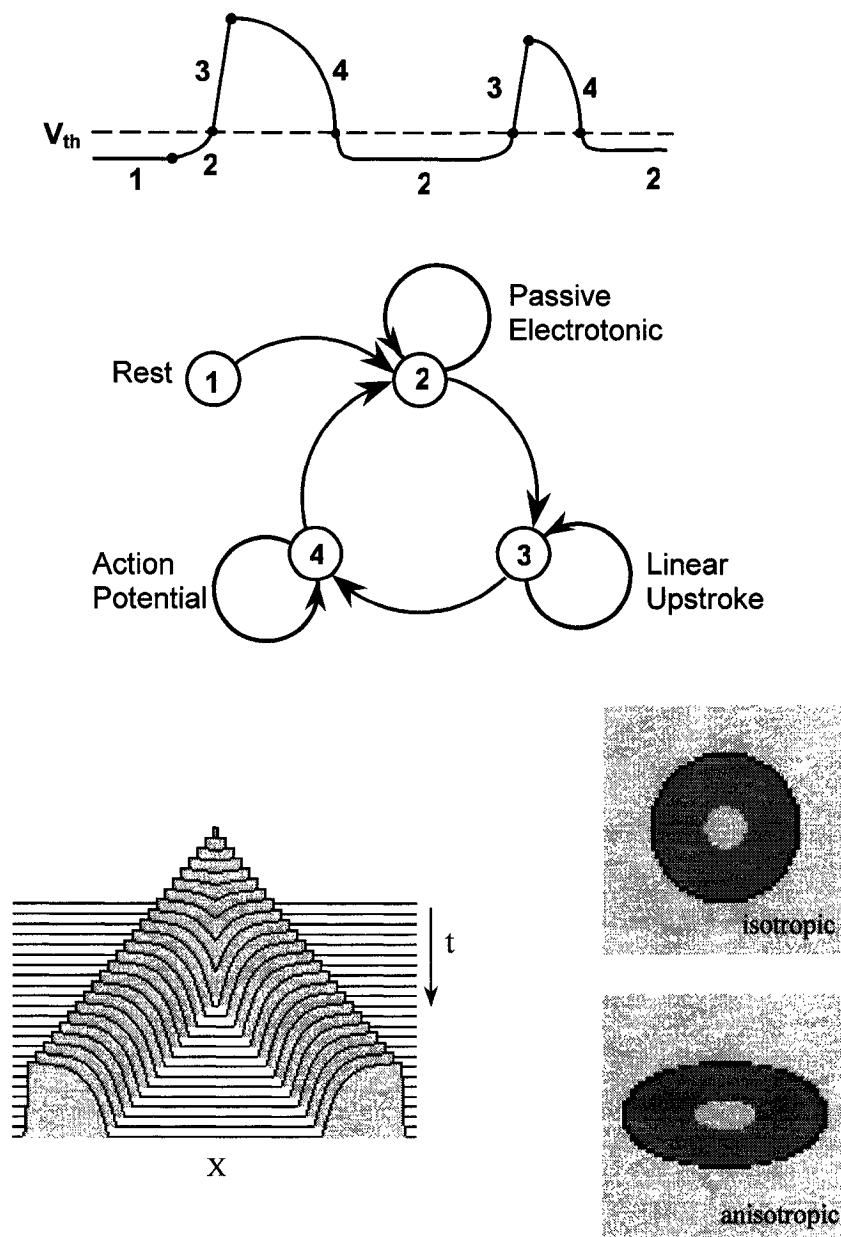 3
4
3
4
V_th
1
2
2
2
Passive
Electrotonic
Rest
1
2
Action
Potential
4
3
Linear
Upstroke
t
X
isotropic
anisotropic